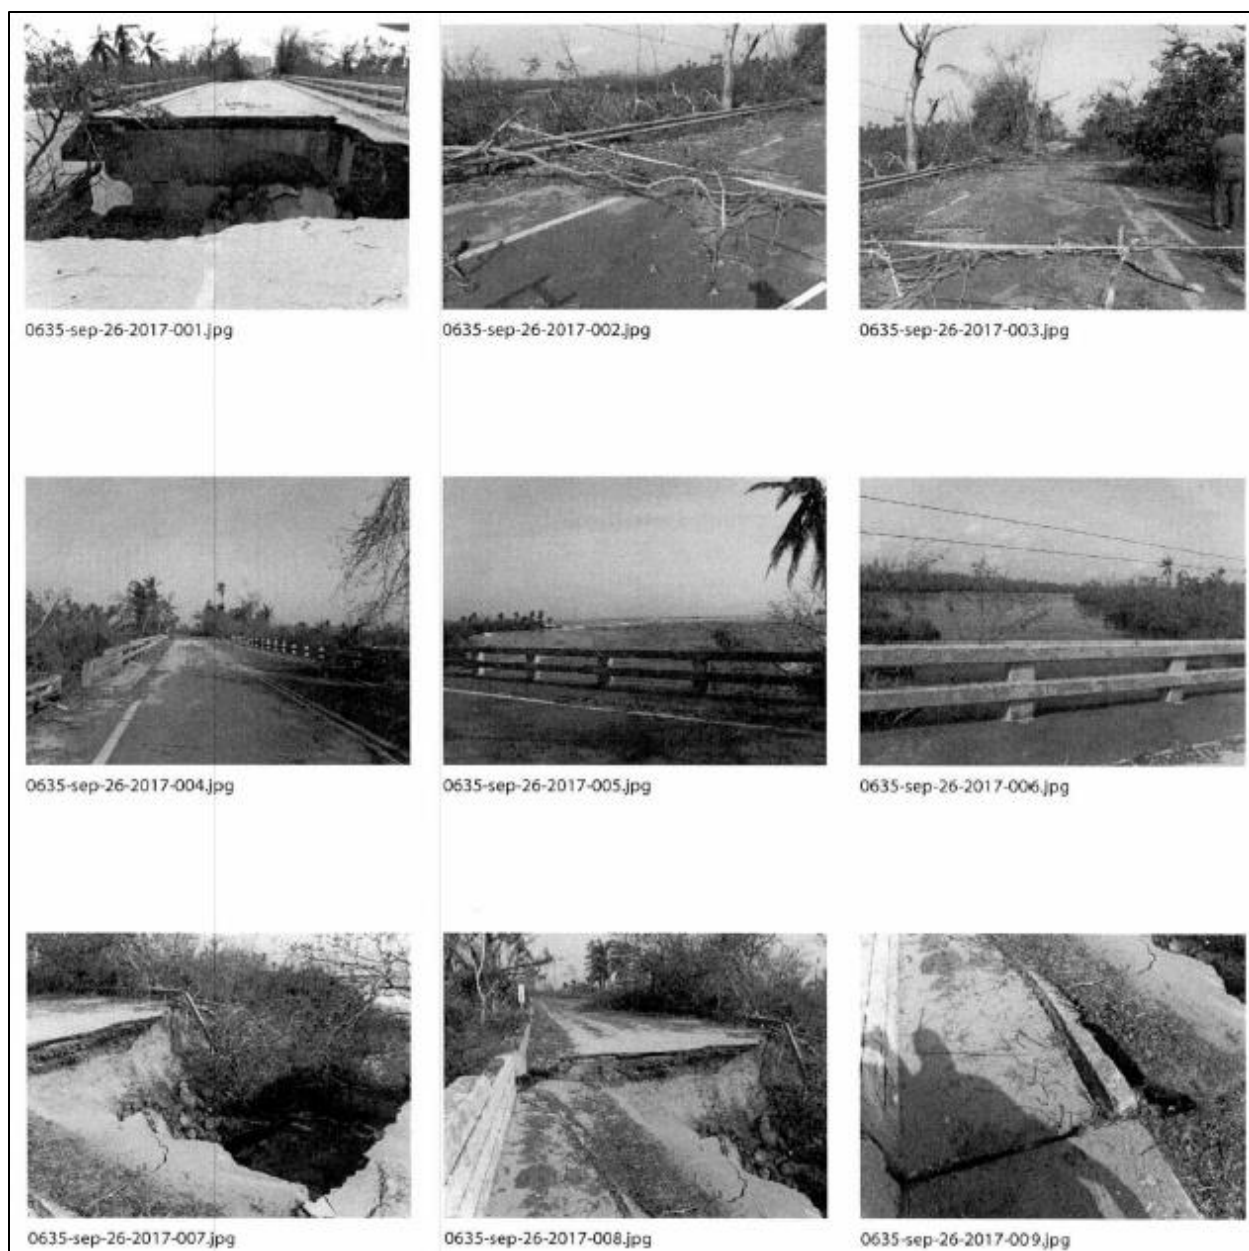 0635-sep-26-2017-001.jpg
0635-sep-26-2017-002.jpg
0635-sep-26-2017-003.jpg
0635-sep-26-2017-004.jpg
0635-sep-26-2017-005.jpg
0635-sep-26-2017-006.jpg
0635-sep-26-2017-007.jpg
0635-sep-26-2017-008.jpg
0635-sep-26-2017-009.jpg